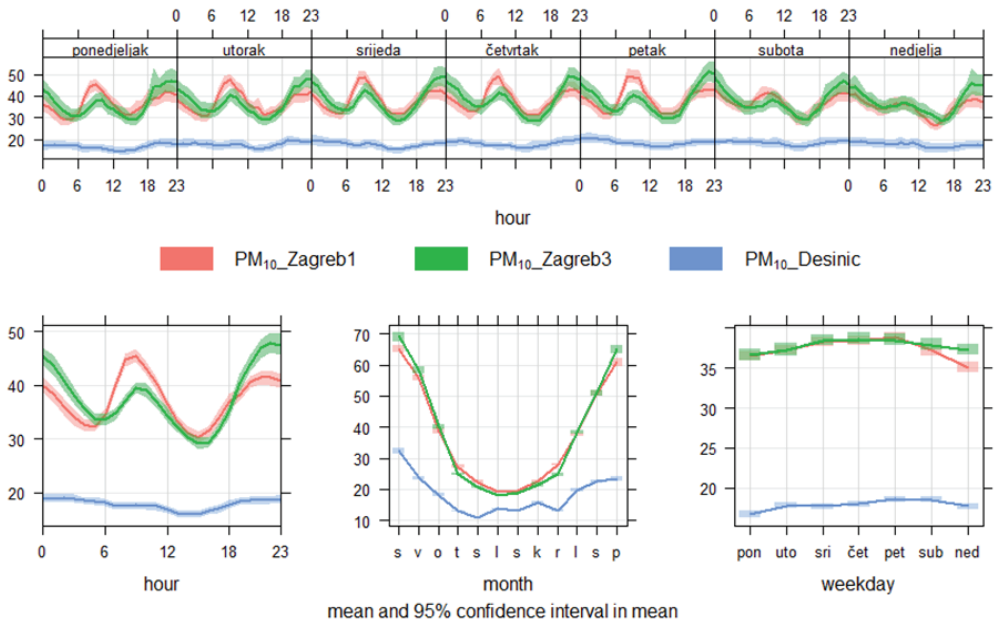 0 6 12 18 23 0 6 12 18 23 0 6 12 18 23
ponedjeljak utorak srijeda četvrtak petak subota nedjelja
50
40
30
20
0 6 12 18 23 0 6 12 18 23 0 6 12 18 23 0 6 12 18 23
hour
PM₁₀_Zagreb1 PM₁₀_Zagreb3 PM₁₀_Desinic
50
40
30
20
0 6 12 18 23
hour
70
60
50
40
30
20
10
s v o t s l s k r l s p
month
35
30
25
20
pon uto sri čet pet sub ned
weekday
mean and 95% confidence interval in mean